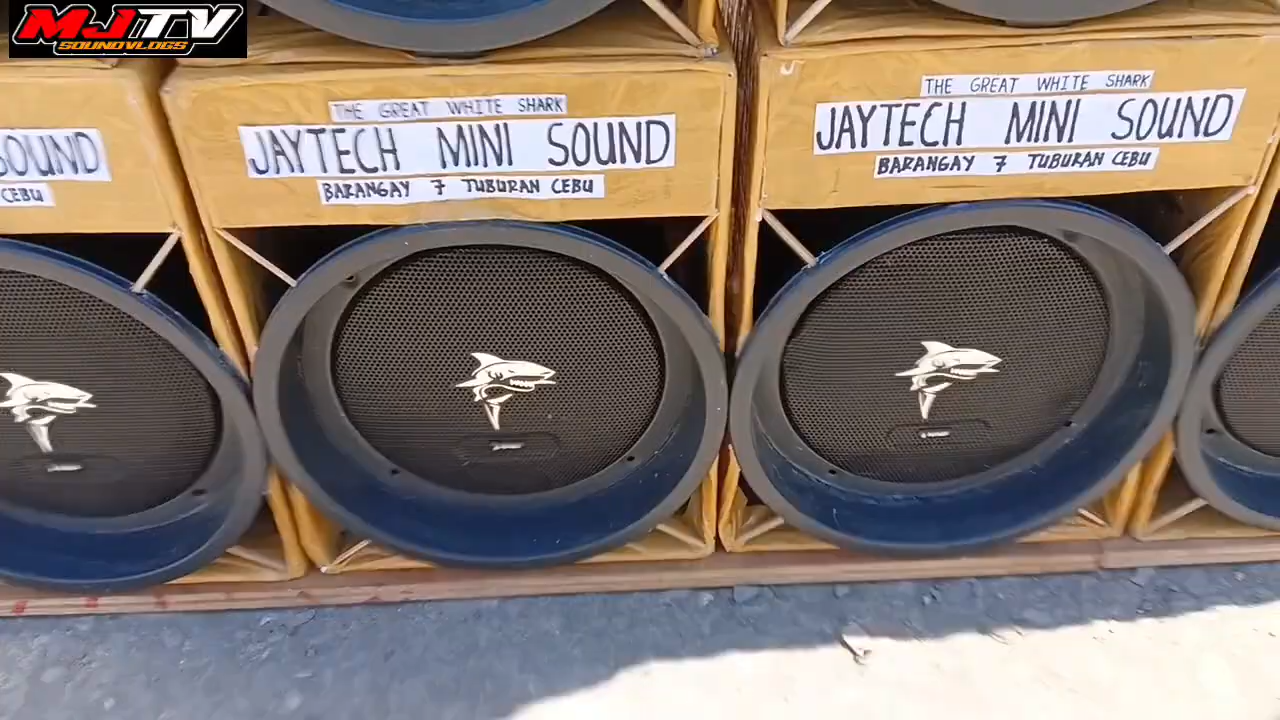 MJTV
SOUNDVLOGS
SOUND
CEBU
THE GREAT WHITE SHARK
JAYTECH MINI SOUND
BARANGAY 7 TUBURAN CEBU
THE GREAT WHITE SHARK
JAYTECH MINI SOUND
BARANGAY 7 TUBURAN CEBU